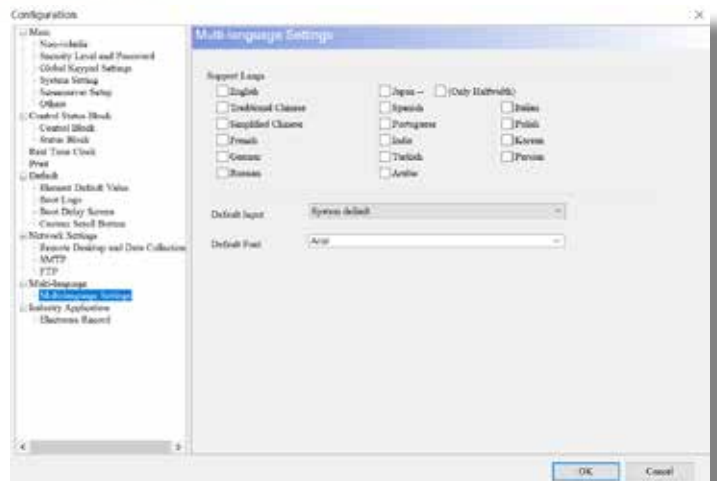 Configuration
Main
Non-volatile
Security Level and Password
Global Keypad Settings
System Setting
Screensaver Setup
Others
Control Status Block
Control Block
Status Block
Real Time Clock
Print
Default
Element Default Value
Boot Logo
Boot Delay Screen
Custom Scroll Button
Network Settings
Remote Desktop and Data Collection
SMTP
FTP
Multi-language
Multi-language Settings
Industry Application
Electronic Record
Multi-language Settings
Support Langs
English
Japan --
(Only Halfwidth)
Traditional Chinese
Spanish
Italian
Simplified Chinese
Portuguese
Polish
French
India
Korean
German
Turkish
Persian
Russian
Arabic
Default Input
System default
Default Font
Arial
OK
Cancel